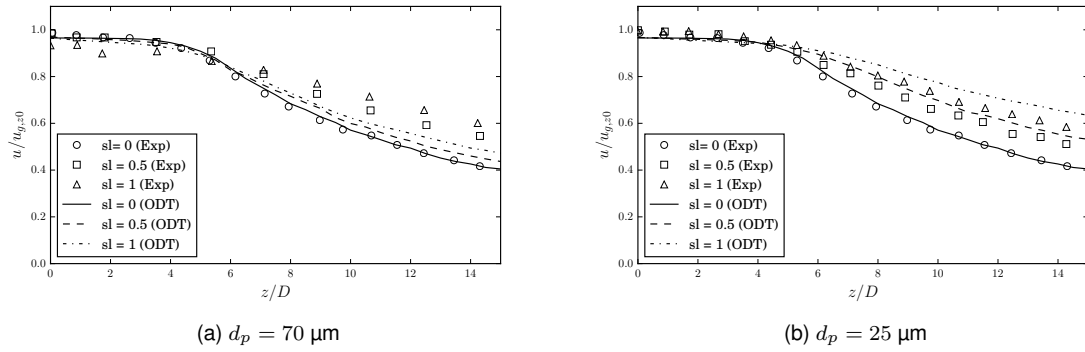 1.0
0.8
0.6
0.4
0.2
0.0
u/u_{g,z0}
sl= 0 (Exp)
sl = 0.5 (Exp)
sl = 1 (Exp)
sl = 0 (ODT)
sl = 0.5 (ODT)
sl = 1 (ODT)
0 2 4 6 8 10 12 14
z/D
(a) d_p = 70 µm
1.0
0.8
0.6
0.4
0.2
0.0
u/u_{g,z0}
sl= 0 (Exp)
sl = 0.5 (Exp)
sl = 1 (Exp)
sl = 0 (ODT)
sl = 0.5 (ODT)
sl = 1 (ODT)
0 2 4 6 8 10 12 14
z/D
(b) d_p = 25 µm